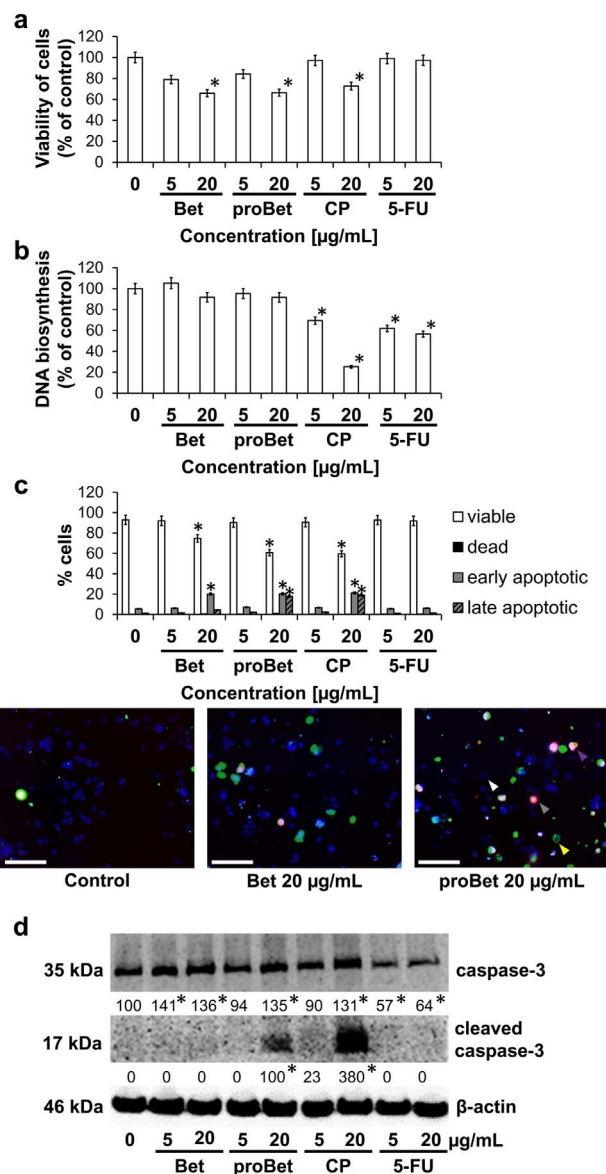 a
Viability of cells
(% of control)
120
100
80
60
40
20
0
* * *
0 5 20 5 20 5 20 5 20
Bet proBet CP 5-FU
Concentration [µg/mL]
b
DNA biosynthesis
(% of control)
120
100
80
60
40
20
0
* * * *
0 5 20 5 20 5 20 5 20
Bet proBet CP 5-FU
Concentration [µg/mL]
c
% cells
120
100
80
60
40
20
0
* * * * * * * *
viable
dead
early apoptotic
late apoptotic
0 5 20 5 20 5 20 5 20
Bet proBet CP 5-FU
Concentration [µg/mL]
Control Bet 20 µg/mL proBet 20 µg/mL
d
35 kDa caspase-3
100 141* 136* 94 135* 90 131* 57* 64*
17 kDa cleaved
caspase-3
0 0 0 0 100* 23 380* 0 0
46 kDa β-actin
0 5 20 5 20 5 20 5 20 µg/mL
Bet proBet CP 5-FU